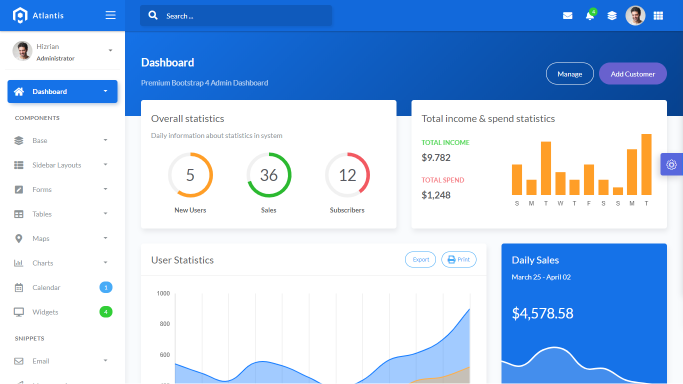 Atlantis
Search ...
4
Hizrian
Administrator
Dashboard
COMPONENTS
Base
Sidebar Layouts
Forms
Tables
Maps
Charts
Calendar 1
Widgets 4
SNIPPETS
Email
Dashboard
Premium Bootstrap 4 Admin Dashboard
Manage
Add Customer
Overall statistics
Daily information about statistics in system
5 36 12
New Users Sales Subscribers
Total income & spend statistics
TOTAL INCOME
$9.782
TOTAL SPEND
$1,248
S M T W T F S S M T
User Statistics
Export
Print
1000
800
600
Daily Sales
March 25 - April 02
$4,578.58